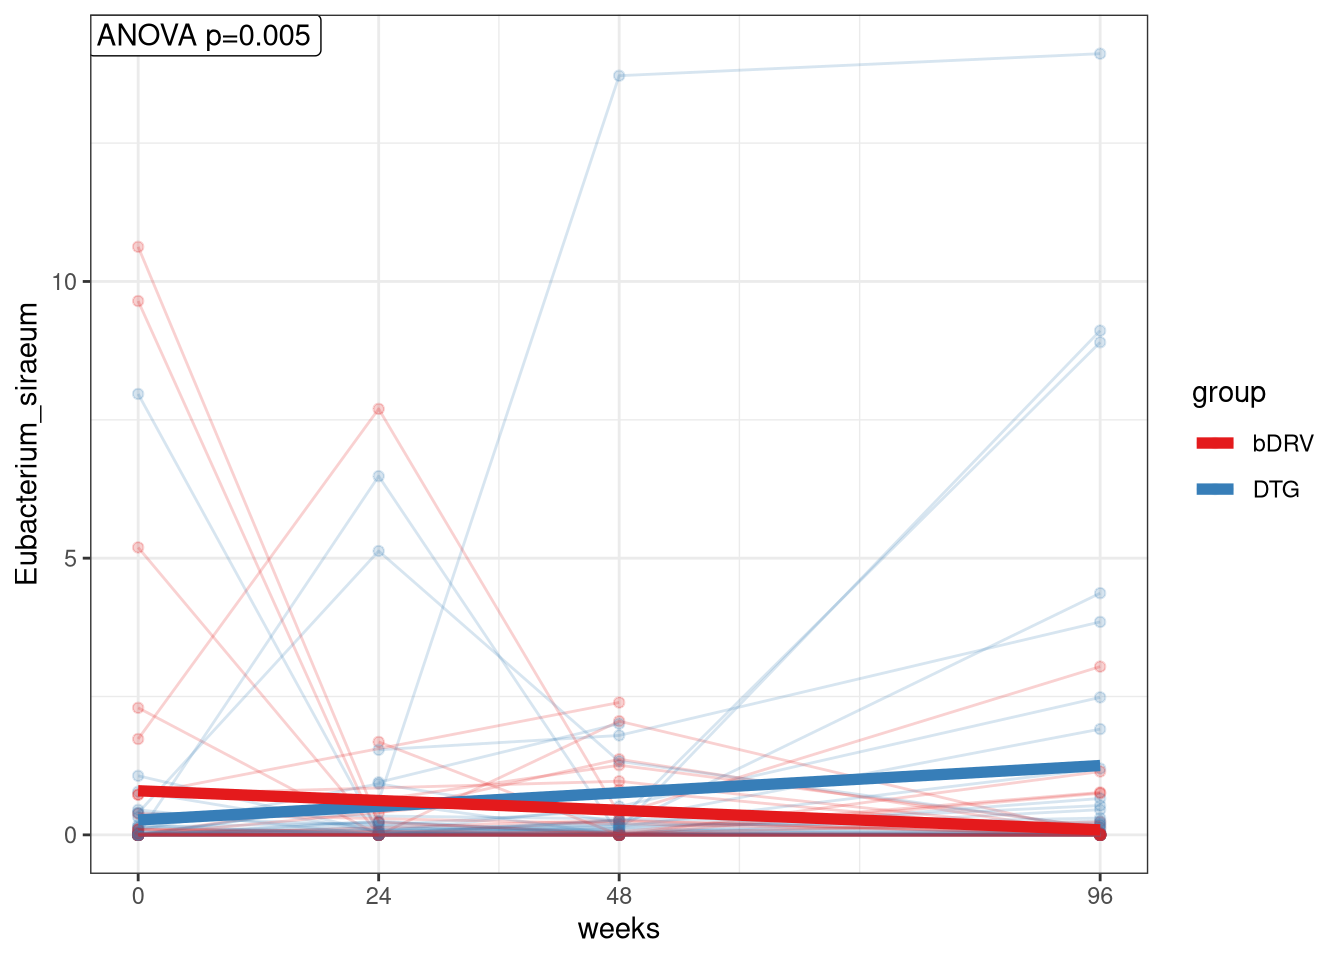 ANOVA p=0.005
10
5
0
Eubacterium_siraeum
0 24 48 96
weeks
group
bDRV
DTG